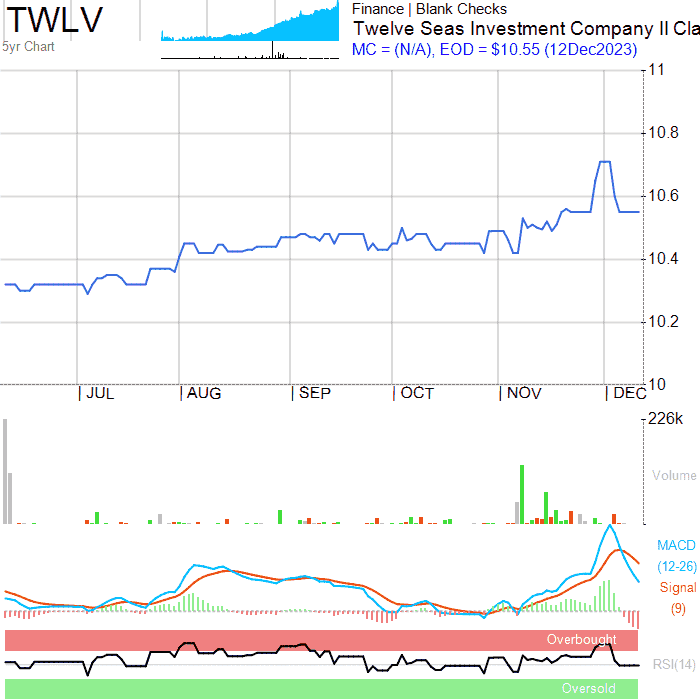 TWLV
5yr Chart
Finance | Blank Checks
Twelve Seas Investment Company II Cla
MC = (N/A), EOD = $10.55 (12Dec2023)
11
10.8
10.6
10.4
10.2
10
| JUL | AUG | SEP | OCT | NOV | DEC
226k
Volume
MACD
(12-26)
Signal
(9)
Overbought
RSI(14)
Oversold